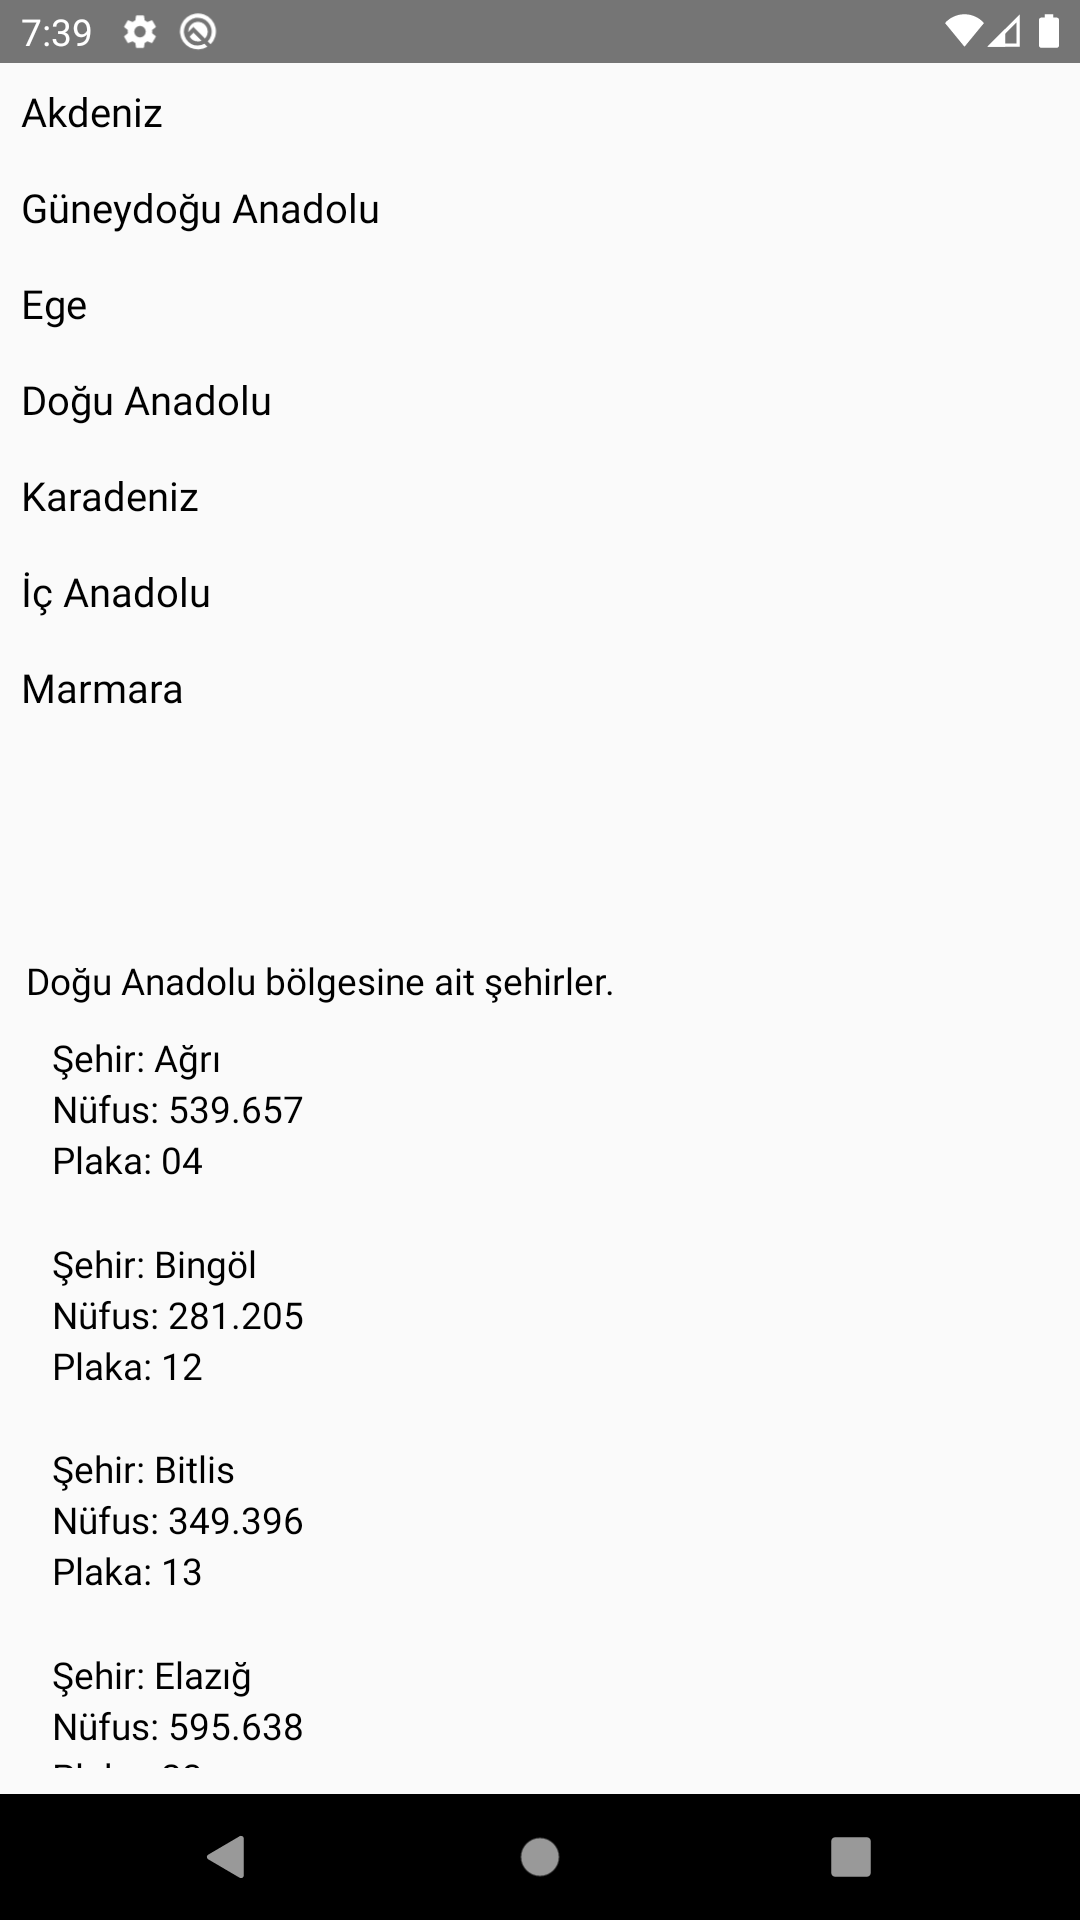 7:39
Akdeniz
Güneydoğu Anadolu
Ege
Doğu Anadolu
Karadeniz
İç Anadolu
Marmara
Doğu Anadolu bölgesine ait şehirler.
Şehir: Ağrı
Nüfus: 539.657
Plaka: 04
Şehir: Bingöl
Nüfus: 281.205
Plaka: 12
Şehir: Bitlis
Nüfus: 349.396
Plaka: 13
Şehir: Elazığ
Nüfus: 595.638